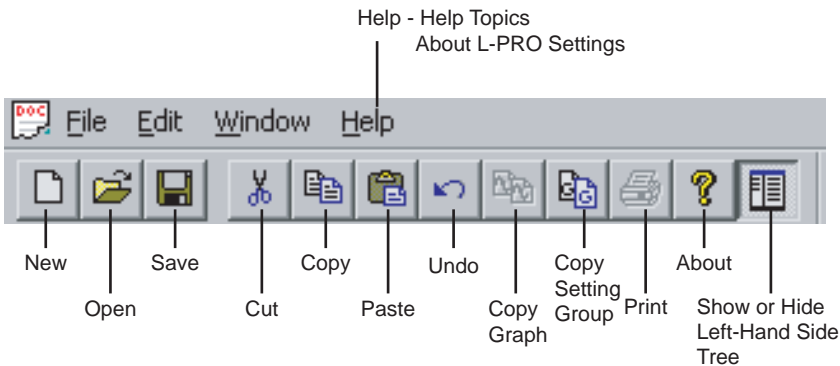 Help - Help Topics
About L-PRO Settings
DOC
File Edit Window Help
G G
New Save Copy Undo Copy Setting Group About
Open Cut Paste Copy Graph Print Show or Hide Left-Hand Side Tree